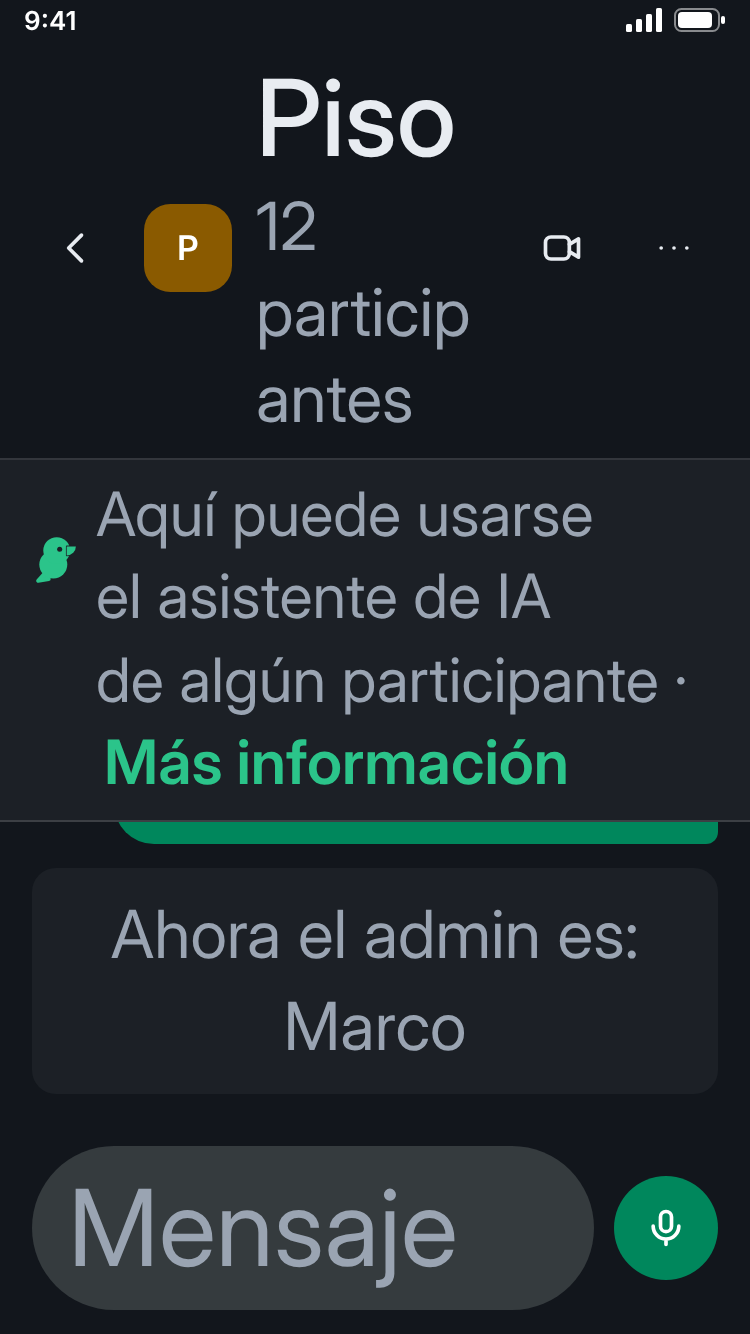 9:41
Piso
P
12
particip
antes
Aquí puede usarse
el asistente de IA
de algún participante ·
Más información
Ahora el admin es:
Marco
Mensaje